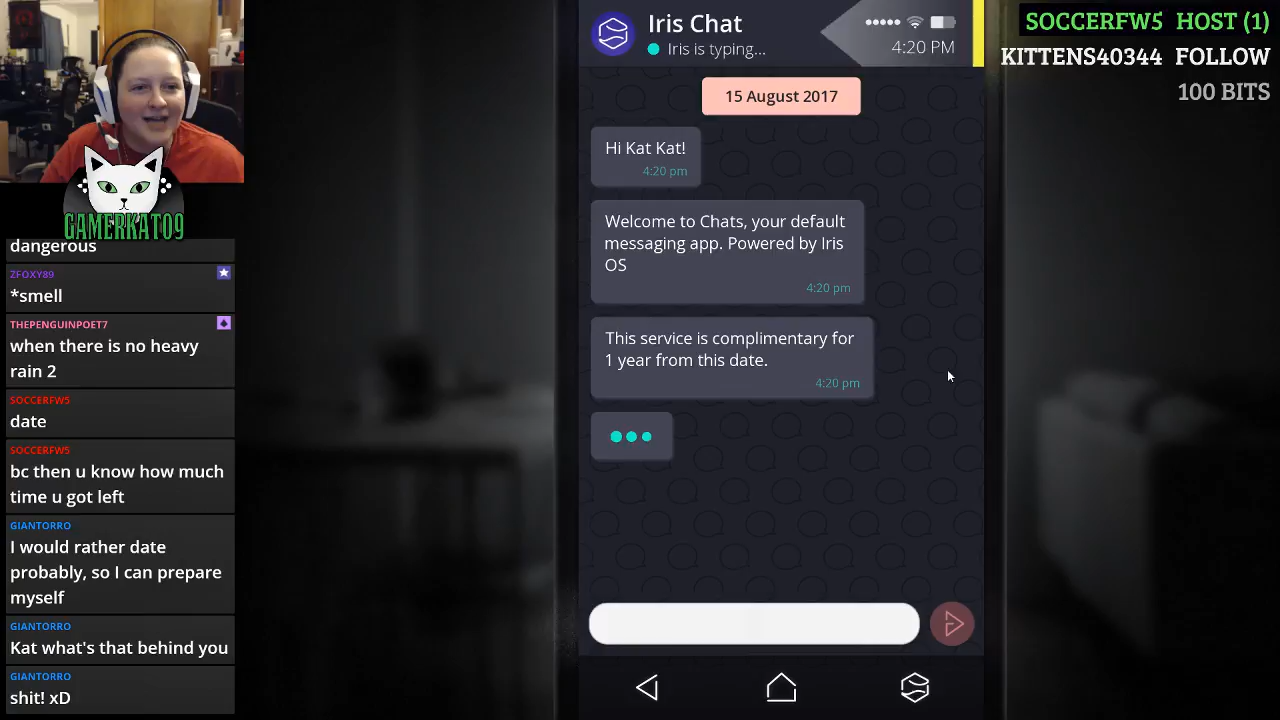 GAMERKAT09
dangerous
ZFOXY89
*smell
THEPENGUINPOET7
when there is no heavy
rain 2
SOCCERFW5
date
SOCCERFW5
bc then u know how much
time u got left
GIANTORRO
I would rather date
probably, so I can prepare
myself
GIANTORRO
Kat what's that behind you
GIANTORRO
shit! xD
Iris Chat
Iris is typing...
4:20 PM
15 August 2017
Hi Kat Kat!
4:20 pm
Welcome to Chats, your default
messaging app. Powered by Iris
OS
4:20 pm
This service is complimentary for
1 year from this date.
4:20 pm
SOCCERFW5 HOST (1)
KITTENS40344 FOLLOW
100 BITS